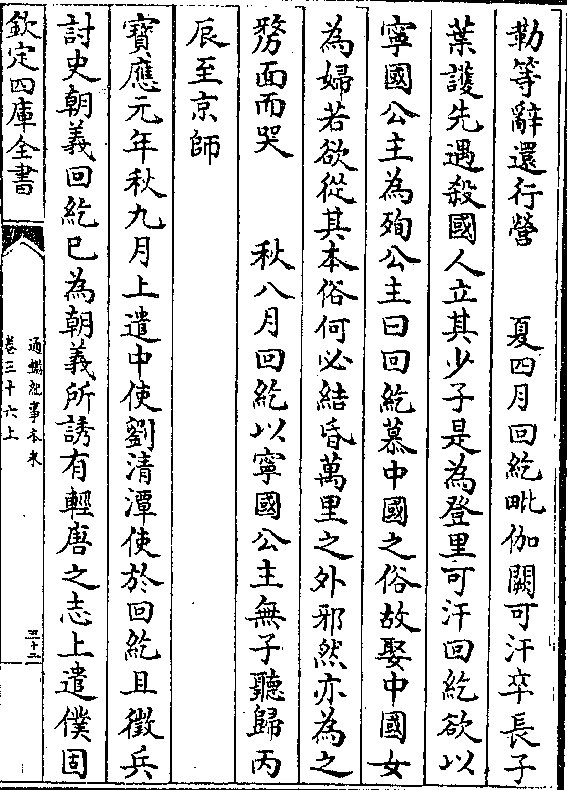 勒等辭還行營　夏四月回紇毗伽闕可汗卒長子
葉護先遇殺國人立其少子是為登里可汗回紇欲以
寧國公主為殉公主曰回紇慕中國之俗故娶中國女
為婦若欲從其本俗何必結昏萬里之外邪然亦為之
剺面而哭　秋八月回紇以寧國公主無子聽歸丙
辰至京師
寶應元年秋九月上遣中使劉清潭使於回紇且徵兵
討史朝義回紇已為朝義所誘有輕唐之志上遣僕固
欽定四庫全書
通鑑紀事本末
卷三十六上